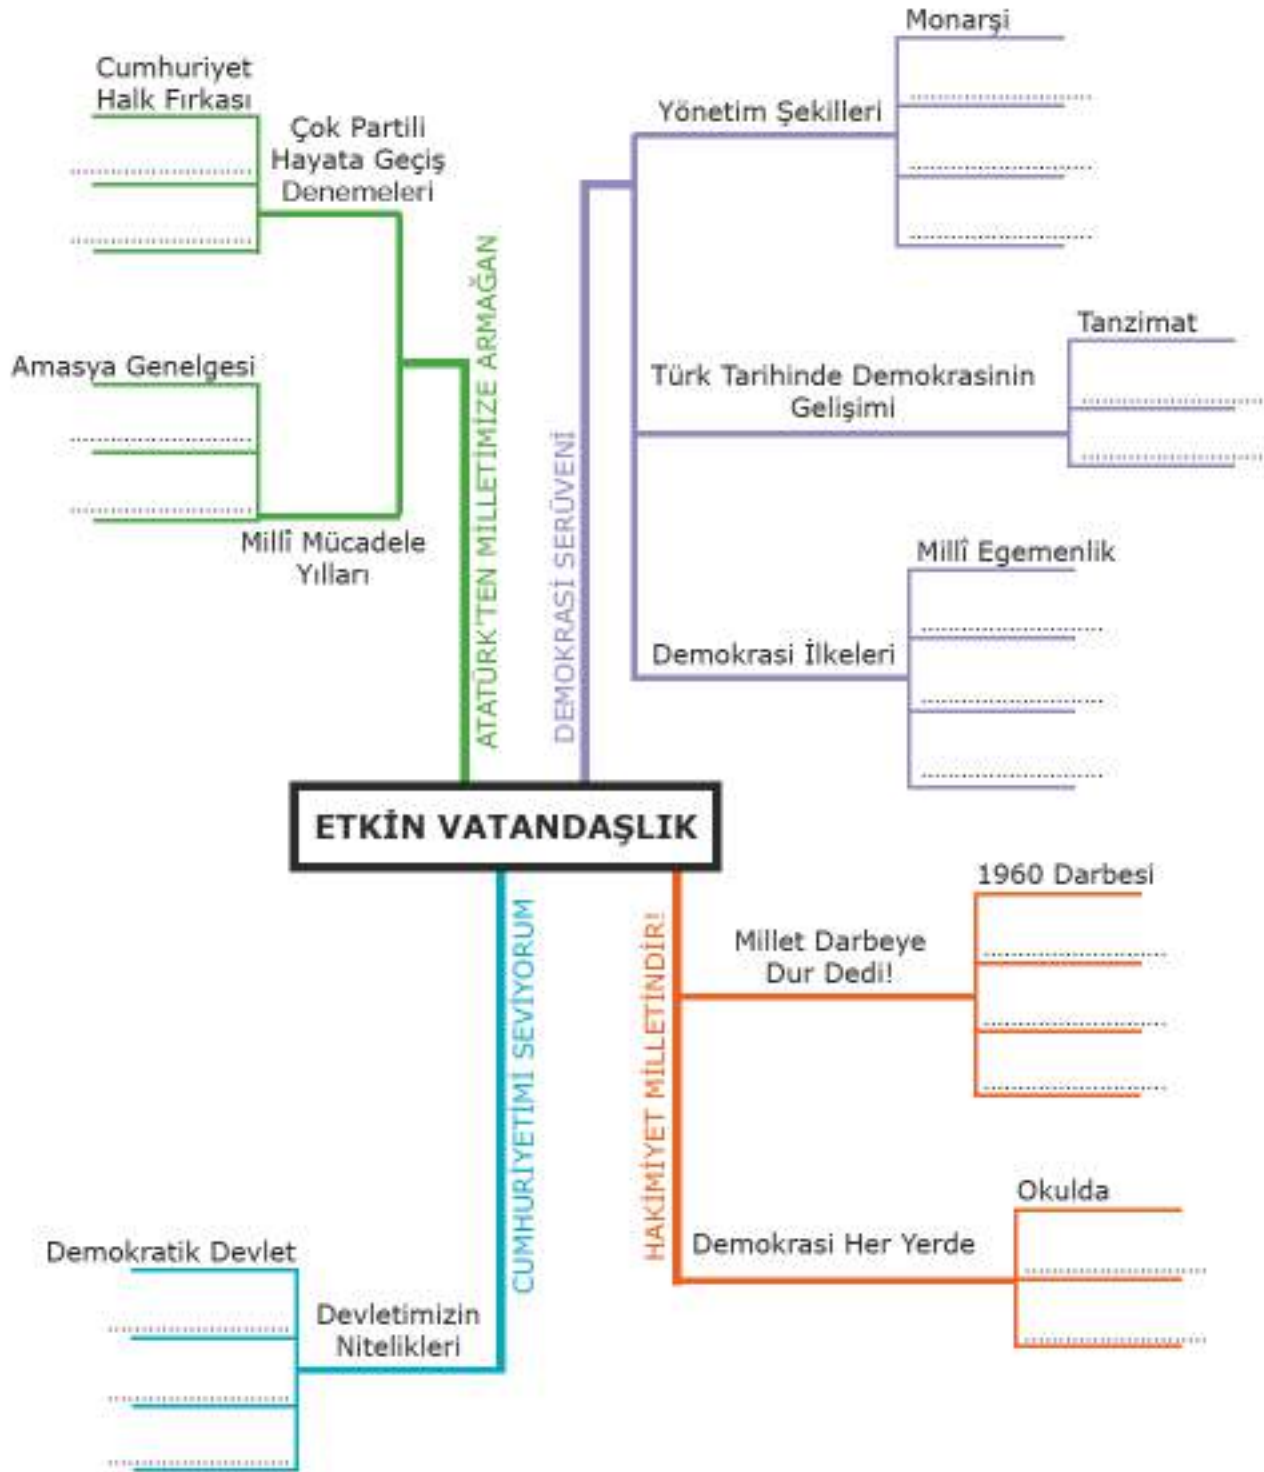 Monarşi
Cumhuriyet
Halk Fırkası
Yönetim Şekilleri
Çok Partili
Hayata Geçiş
Denemeleri
ATATÜRK'TEN MİLLETİMİZE ARMAĞAN
DEMOKRASİ SERÜVENİ
Tanzimat
Amasya Genelgesi
Türk Tarihinde Demokrasinin
Gelişimi
Millî Mücadele
Yılları
Millî Egemenlik
Demokrasi İlkeleri
ETKİN VATANDAŞLIK
1960 Darbesi
CUMHURİYETİMİ SEVİYORUM
HAKİMİYET MİLLETİNDİR!
Millet Darbeye
Dur Dedi!
Okulda
Demokrasi Her Yerde
Demokratik Devlet
Devletimizin
Nitelikleri